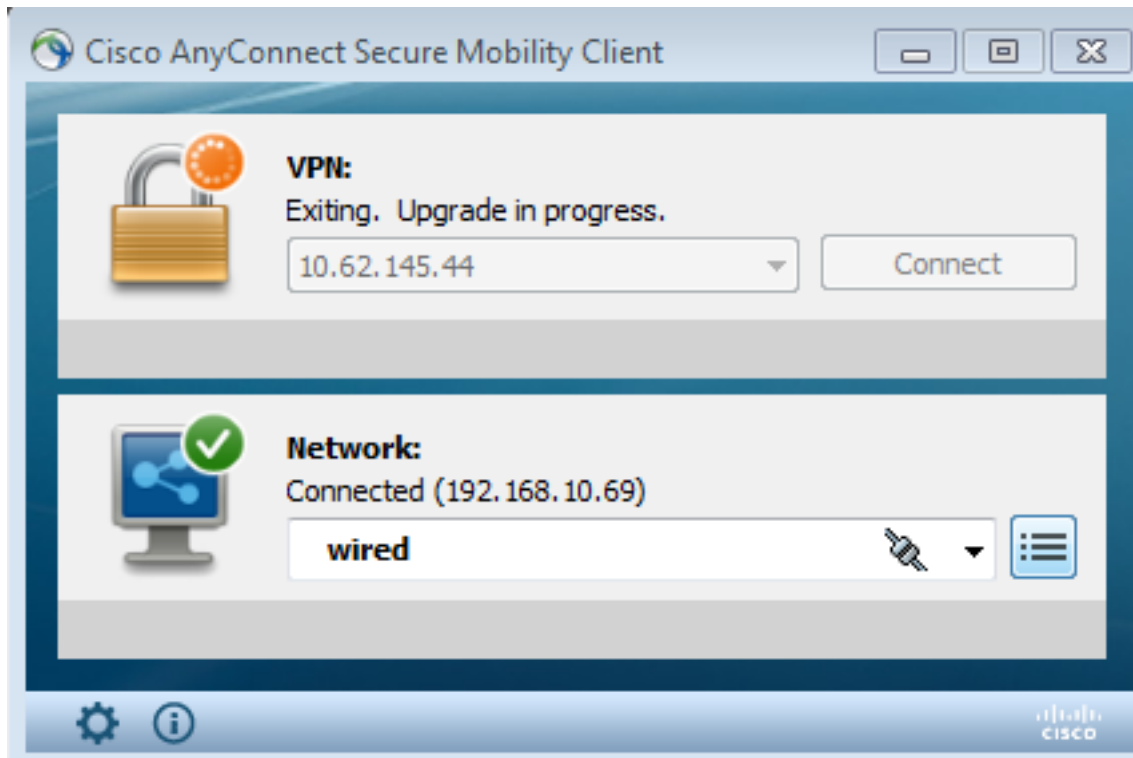 Cisco AnyConnect Secure Mobility Client
VPN:
Exiting.  Upgrade in progress.
10.62.145.44
Connect
Network:
Connected (192.168.10.69)
wired
CISCO